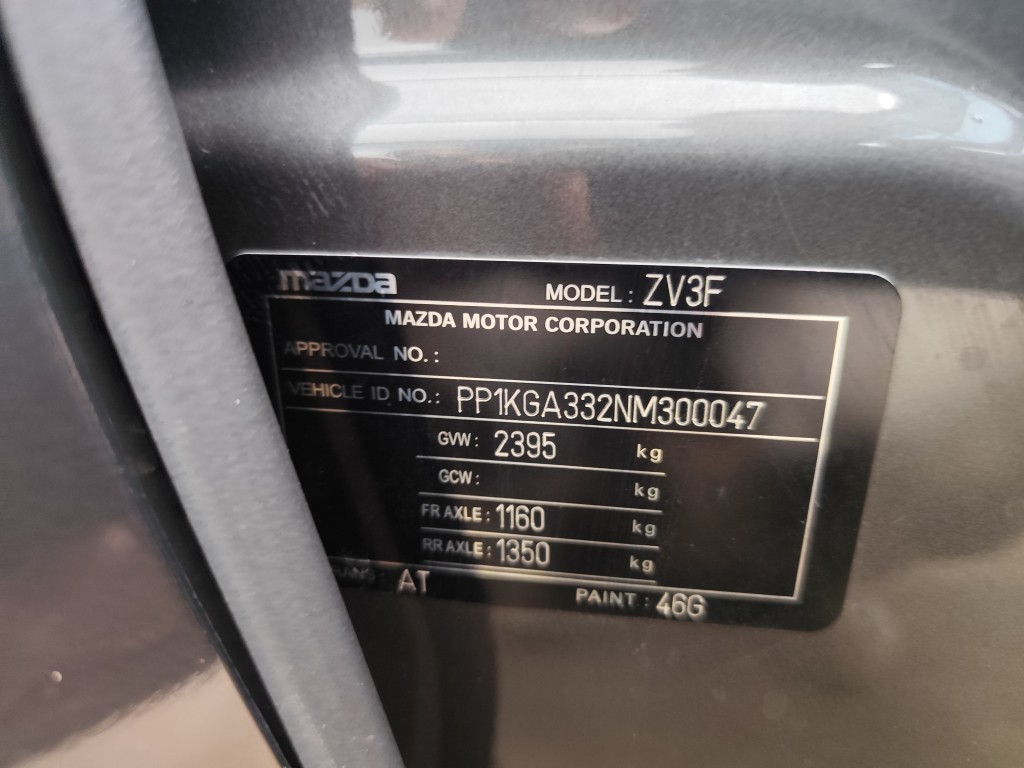 mazda MODEL: ZV3F
MAZDA MOTOR CORPORATION
APPROVAL NO.:
VEHICLE ID NO.: PP1KGA332NM300047
GVW: 2395 kg
GCW: kg
FR AXLE: 1160 kg
RR AXLE: 1350 kg
AT PAINT: 46G